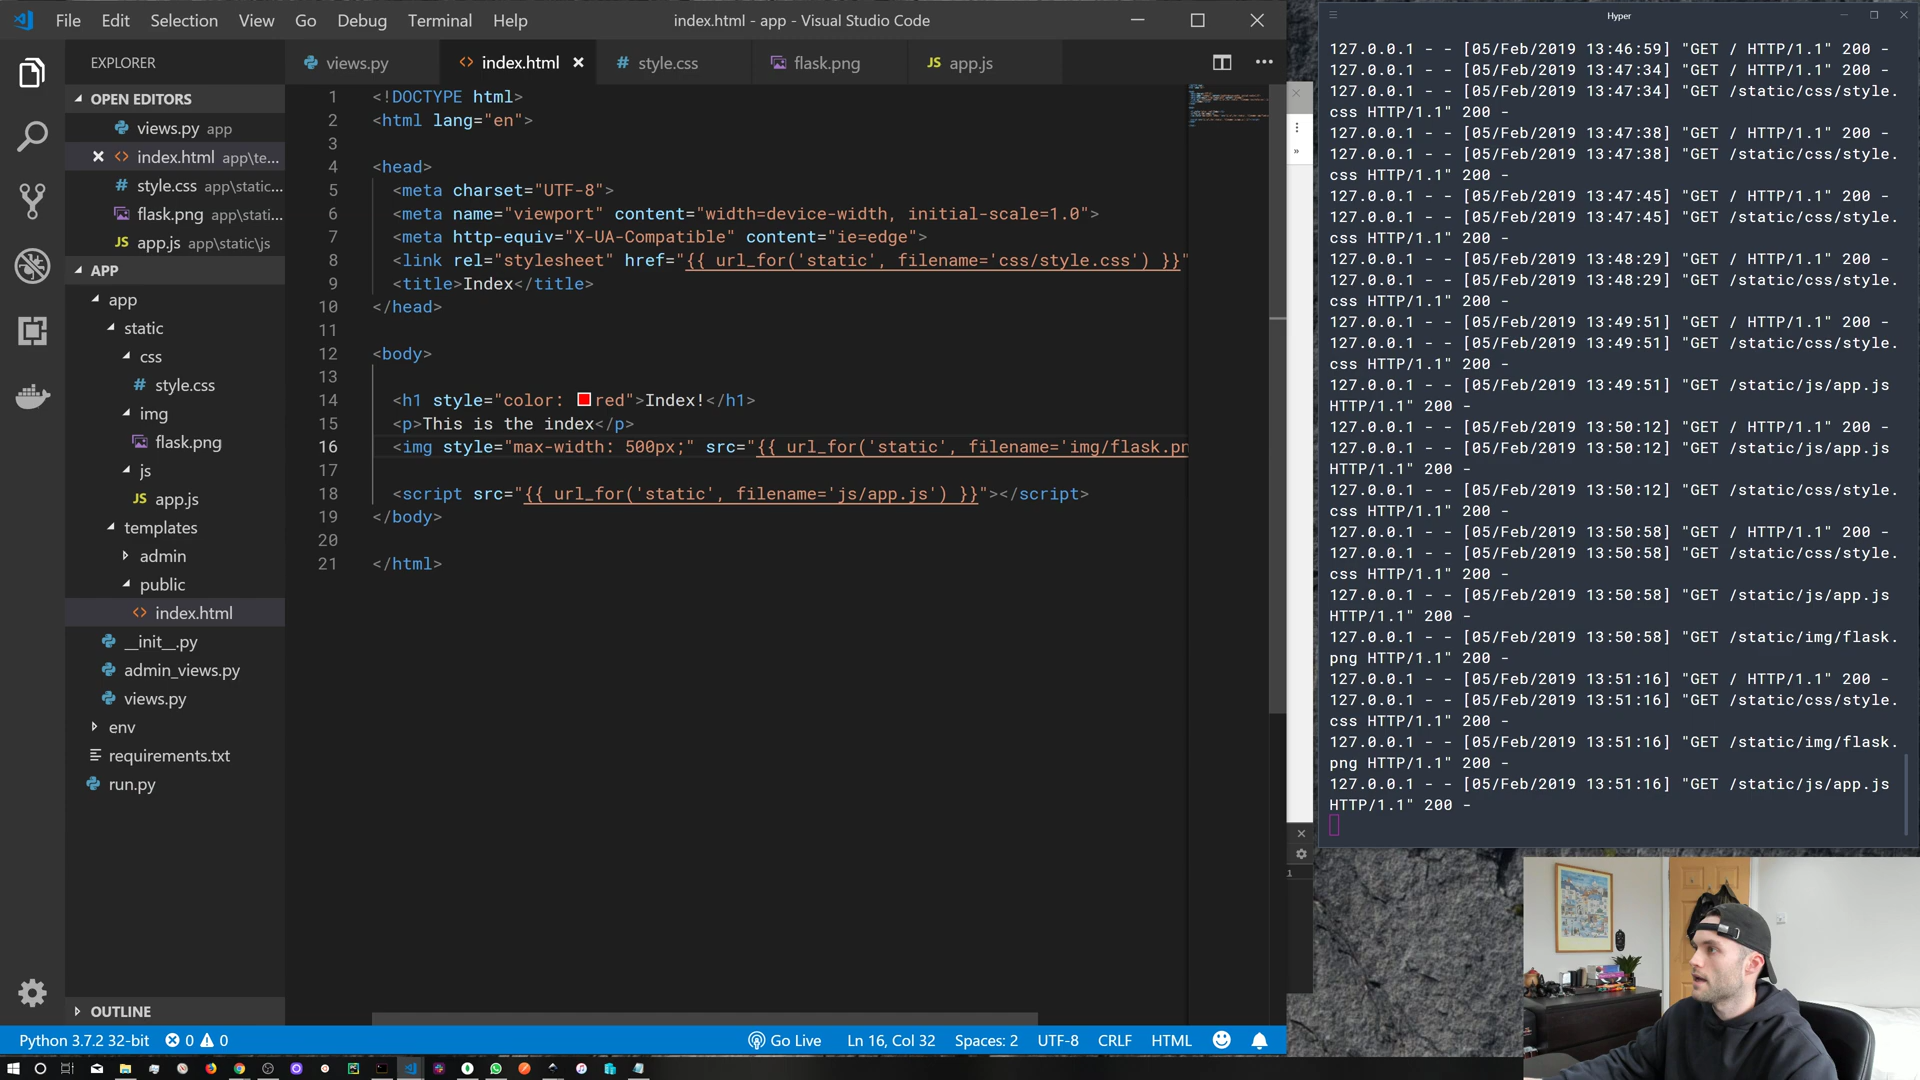 File Edit Selection View Go Debug Terminal Help
index.html - app - Visual Studio Code
EXPLORER
OPEN EDITORS
views.py app
index.html app\te...
style.css app\static...
flask.png app\stati...
JS app.js app\static\js
APP
app
static
css
# style.css
img
flask.png
js
JS app.js
templates
admin
public
<> index.html
__init__.py
admin_views.py
views.py
env
requirements.txt
run.py
OUTLINE
views.py
<> index.html
# style.css
flask.png
JS app.js
1 <!DOCTYPE html>
2 <html lang="en">
3
4 <head>
5 <meta charset="UTF-8">
6 <meta name="viewport" content="width=device-width, initial-scale=1.0">
7 <meta http-equiv="X-UA-Compatible" content="ie=edge">
8 <link rel="stylesheet" href="{{ url_for('static', filename='css/style.css') }}"
9 <title>Index</title>
10 </head>
11
12 <body>
13
14 <h1 style="color: red">Index!</h1>
15 <p>This is the index</p>
16 <img style="max-width: 500px;" src="{{ url_for('static', filename='img/flask.pn
17
18 <script src="{{ url_for('static', filename='js/app.js') }}"></script>
19 </body>
20
21 </html>
Python 3.7.2 32-bit 0 0
Go Live Ln 16, Col 32 Spaces: 2 UTF-8 CRLF HTML
Hyper
127.0.0.1 - - [05/Feb/2019 13:46:59] "GET / HTTP/1.1" 200 -
127.0.0.1 - - [05/Feb/2019 13:47:34] "GET / HTTP/1.1" 200 -
127.0.0.1 - - [05/Feb/2019 13:47:34] "GET /static/css/style.
css HTTP/1.1" 200 -
127.0.0.1 - - [05/Feb/2019 13:47:38] "GET / HTTP/1.1" 200 -
127.0.0.1 - - [05/Feb/2019 13:47:38] "GET /static/css/style.
css HTTP/1.1" 200 -
127.0.0.1 - - [05/Feb/2019 13:47:45] "GET / HTTP/1.1" 200 -
127.0.0.1 - - [05/Feb/2019 13:47:45] "GET /static/css/style.
css HTTP/1.1" 200 -
127.0.0.1 - - [05/Feb/2019 13:48:29] "GET / HTTP/1.1" 200 -
127.0.0.1 - - [05/Feb/2019 13:48:29] "GET /static/css/style.
css HTTP/1.1" 200 -
127.0.0.1 - - [05/Feb/2019 13:49:51] "GET / HTTP/1.1" 200 -
127.0.0.1 - - [05/Feb/2019 13:49:51] "GET /static/css/style.
css HTTP/1.1" 200 -
127.0.0.1 - - [05/Feb/2019 13:49:51] "GET /static/js/app.js
HTTP/1.1" 200 -
127.0.0.1 - - [05/Feb/2019 13:50:12] "GET / HTTP/1.1" 200 -
127.0.0.1 - - [05/Feb/2019 13:50:12] "GET /static/js/app.js
HTTP/1.1" 200 -
127.0.0.1 - - [05/Feb/2019 13:50:12] "GET /static/css/style.
css HTTP/1.1" 200 -
127.0.0.1 - - [05/Feb/2019 13:50:58] "GET / HTTP/1.1" 200 -
127.0.0.1 - - [05/Feb/2019 13:50:58] "GET /static/css/style.
css HTTP/1.1" 200 -
127.0.0.1 - - [05/Feb/2019 13:50:58] "GET /static/js/app.js
HTTP/1.1" 200 -
127.0.0.1 - - [05/Feb/2019 13:50:58] "GET /static/img/flask.
png HTTP/1.1" 200 -
127.0.0.1 - - [05/Feb/2019 13:51:16] "GET / HTTP/1.1" 200 -
127.0.0.1 - - [05/Feb/2019 13:51:16] "GET /static/css/style.
css HTTP/1.1" 200 -
127.0.0.1 - - [05/Feb/2019 13:51:16] "GET /static/img/flask.
png HTTP/1.1" 200 -
127.0.0.1 - - [05/Feb/2019 13:51:16] "GET /static/js/app.js
HTTP/1.1" 200 -